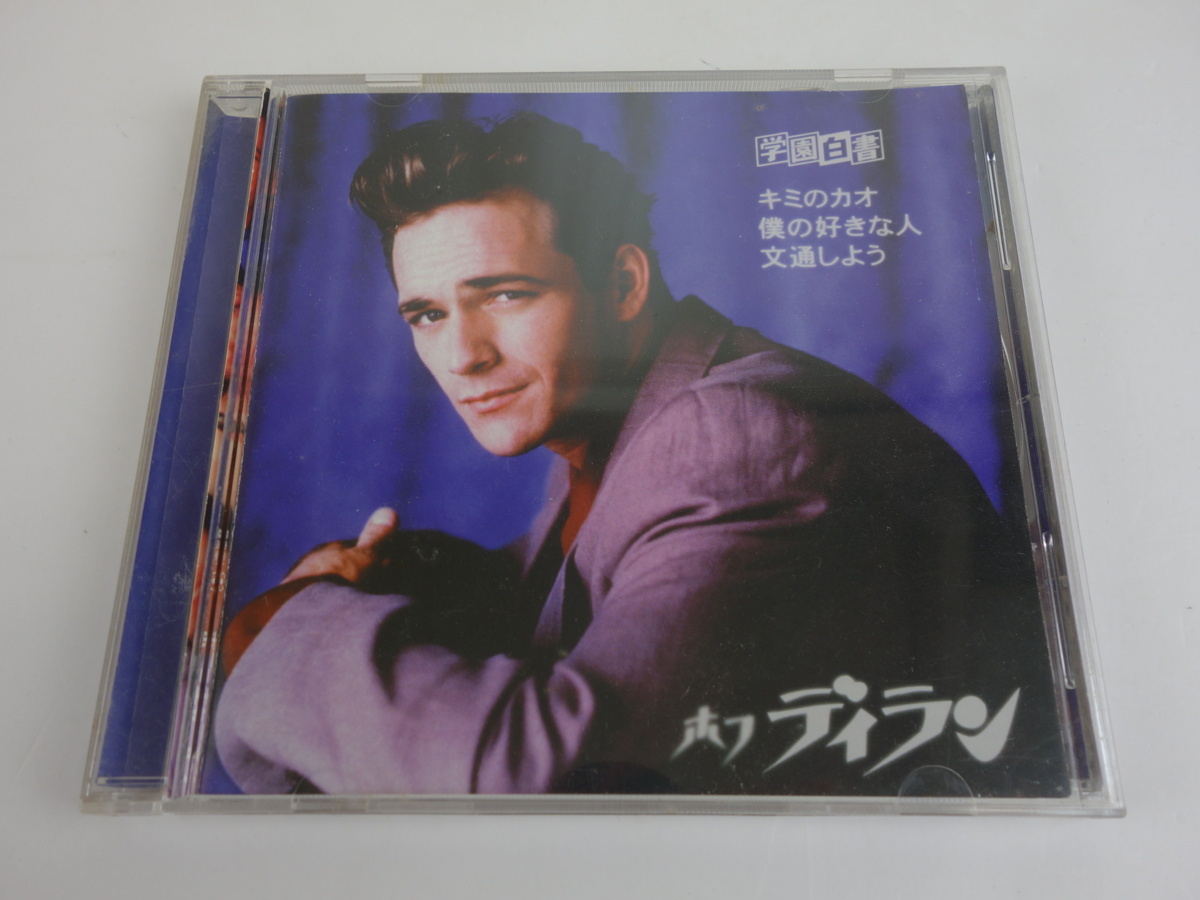 学園白書
キミのカオ
僕の好きな人
文通しよう
ホフディラン